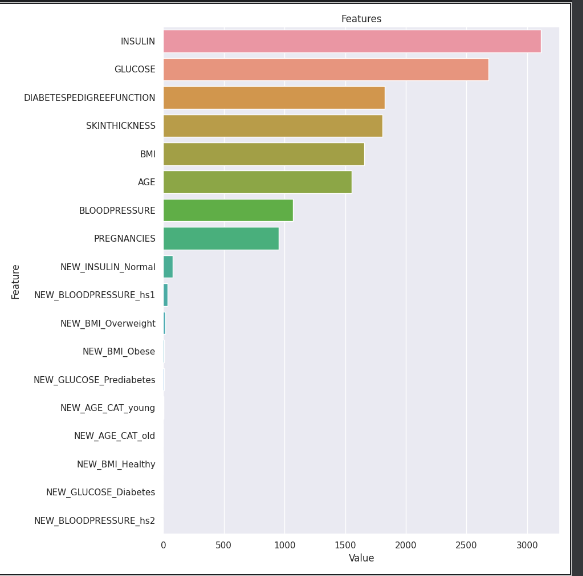 Features
INSULIN
GLUCOSE
DIABETESPEDIGREEFUNCTION
SKINTHICKNESS
BMI
AGE
BLOODPRESSURE
PREGNANCIES
NEW_INSULIN_Normal
NEW_BLOODPRESSURE_hs1
NEW_BMI_Overweight
NEW_BMI_Obese
NEW_GLUCOSE_Prediabetes
NEW_AGE_CAT_young
NEW_AGE_CAT_old
NEW_BMI_Healthy
NEW_GLUCOSE_Diabetes
NEW_BLOODPRESSURE_hs2
Feature
0 500 1000 1500 2000 2500 3000
Value